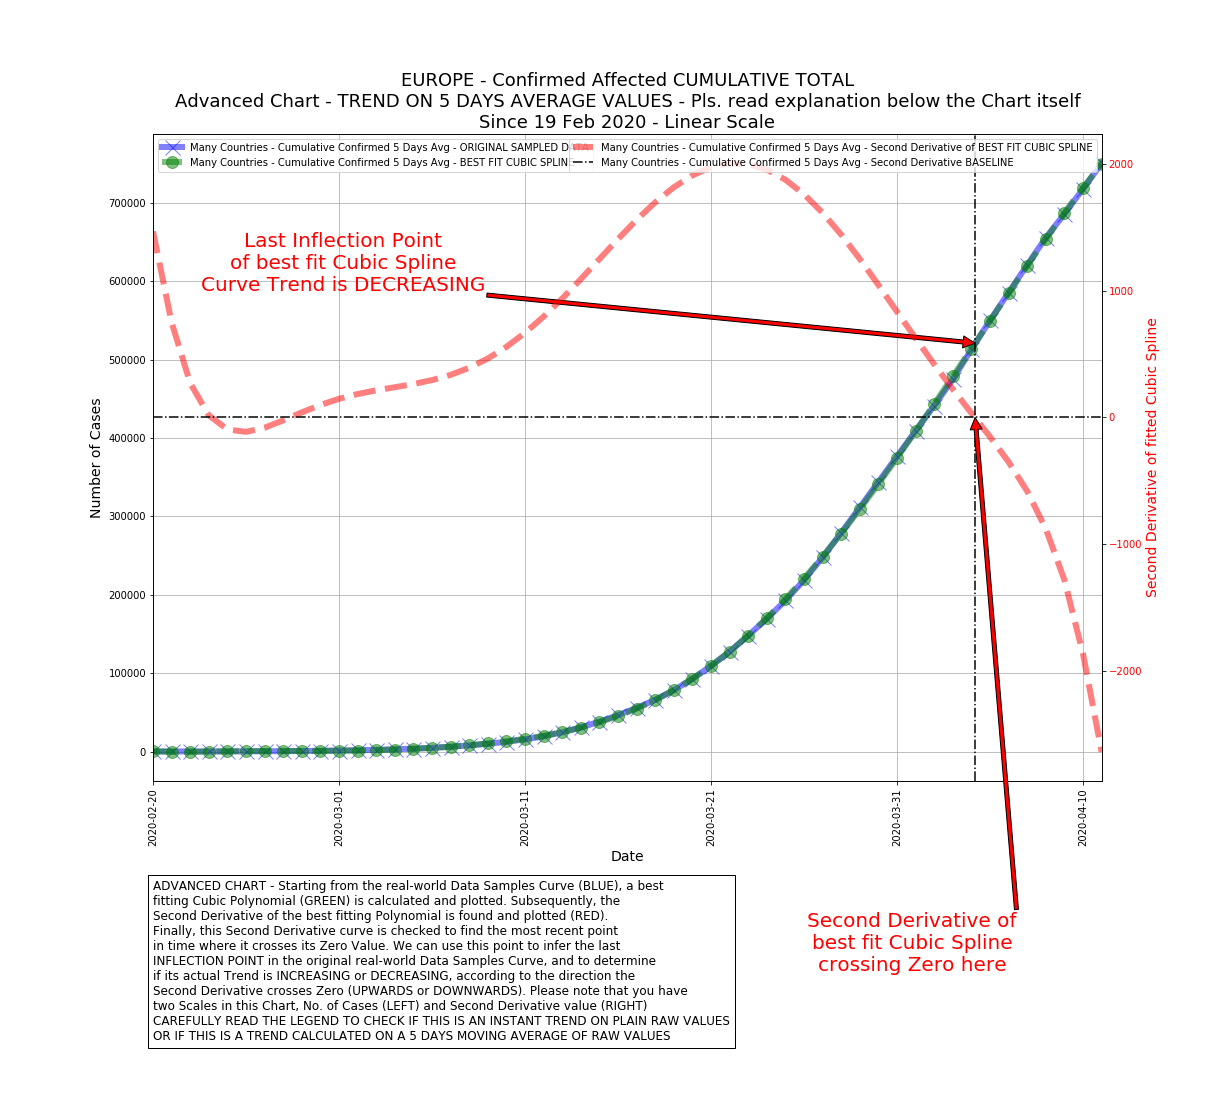 EUROPE - Confirmed Affected CUMULATIVE TOTAL
Advanced Chart - TREND ON 5 DAYS AVERAGE VALUES - Pls. read explanation below the Chart itself
Since 19 Feb 2020 - Linear Scale
Many Countries - Cumulative Confirmed 5 Days Avg - ORIGINAL SAMPLED DATA
Many Countries - Cumulative Confirmed 5 Days Avg - BEST FIT CUBIC SPLINE
Many Countries - Cumulative Confirmed 5 Days Avg - Second Derivative of BEST FIT CUBIC SPLINE
Many Countries - Cumulative Confirmed 5 Days Avg - Second Derivative BASELINE
Last Inflection Point
of best fit Cubic Spline
Curve Trend is DECREASING
Number of Cases
700000
600000
500000
400000
300000
200000
100000
0
2000
1000
0
−1000
−2000
Second Derivative of fitted Cubic Spline
2020-02-20
2020-03-01
2020-03-11
2020-03-21
2020-03-31
2020-04-10
Date
Second Derivative of
best fit Cubic Spline
crossing Zero here
ADVANCED CHART - Starting from the real-world Data Samples Curve (BLUE), a best
fitting Cubic Polynomial (GREEN) is calculated and plotted. Subsequently, the
Second Derivative of the best fitting Polynomial is found and plotted (RED).
Finally, this Second Derivative curve is checked to find the most recent point
in time where it crosses its Zero Value. We can use this point to infer the last
INFLECTION POINT in the original real-world Data Samples Curve, and to determine
if its actual Trend is INCREASING or DECREASING, according to the direction the
Second Derivative crosses Zero (UPWARDS or DOWNWARDS). Please note that you have
two Scales in this Chart, No. of Cases (LEFT) and Second Derivative value (RIGHT)
CAREFULLY READ THE LEGEND TO CHECK IF THIS IS AN INSTANT TREND ON PLAIN RAW VALUES
OR IF THIS IS A TREND CALCULATED ON A 5 DAYS MOVING AVERAGE OF RAW VALUES